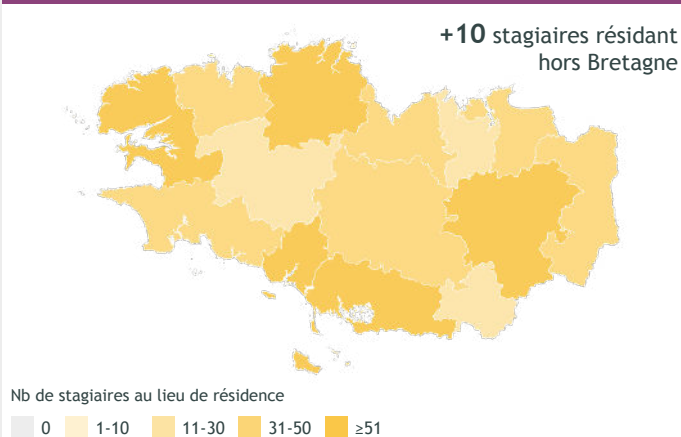 +10 stagiaires résidant
hors Bretagne
Nb de stagiaires au lieu de résidence
0 1-10 11-30 31-50 ≥51